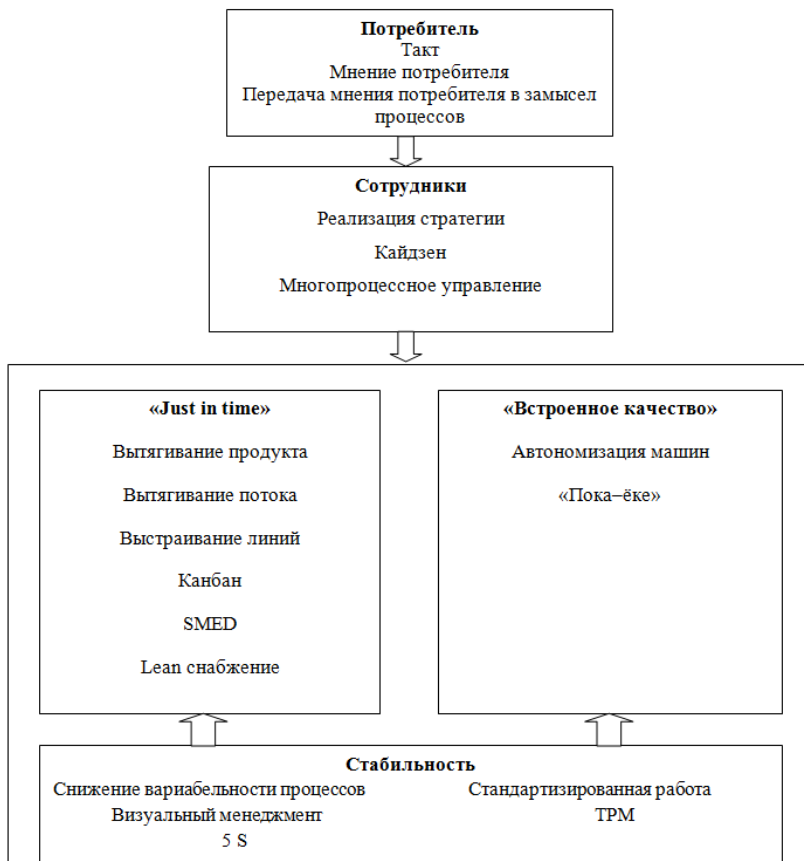 Потребитель
Такт
Мнение потребителя
Передача мнения потребителя в замысел
процессов
Сотрудники
Реализация стратегии
Кайдзен
Многопроцессное управление
«Just in time»
Вытягивание продукта
Вытягивание потока
Выстраивание линий
Канбан
SMED
Lean снабжение
«Встроенное качество»
Автономизация машин
«Пока–ёке»
Стабильность
Снижение вариабельности процессов
Визуальный менеджмент
5 S
Стандартизированная работа
ТРМ